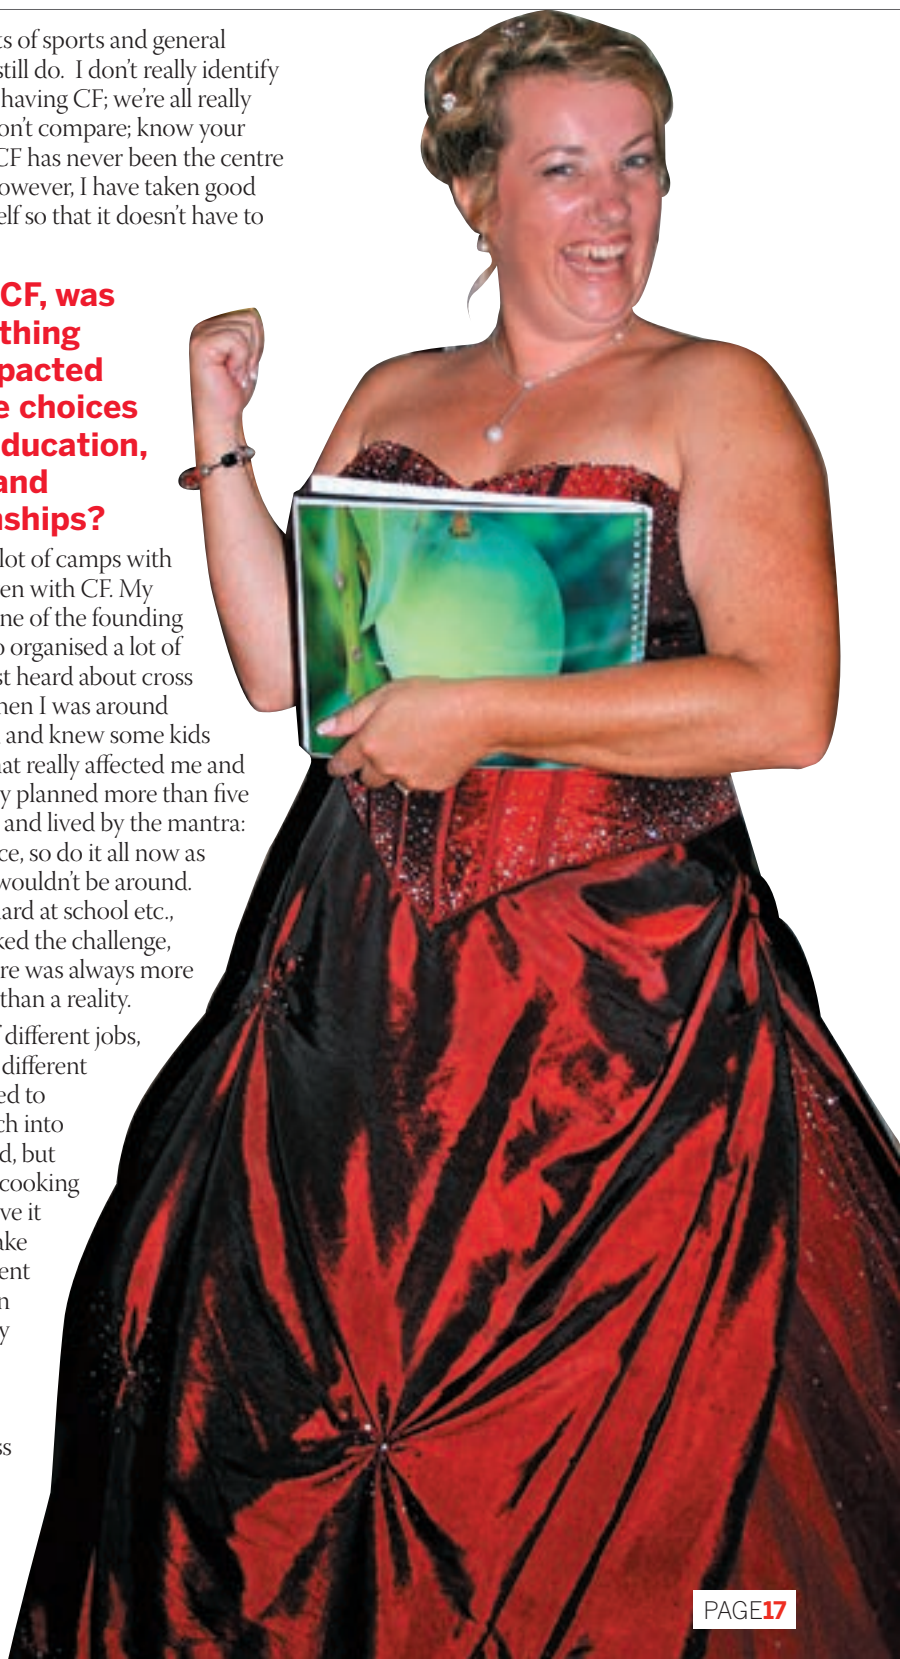 ts of sports and general
still do. I don't really identify
having CF; we're all really
on't compare; know your
CF has never been the centre
owever, I have taken good
elf so that it doesn't have to
CF, was
thing
pacted
e choices
ducation,
and
nships?
lot of camps with
en with CF. My
ne of the founding
o organised a lot of
st heard about cross
hen I was around
, and knew some kids
hat really affected me and
y planned more than five
and lived by the mantra:
ce, so do it all now as
wouldn't be around.
hard at school etc.,
ked the challenge,
re was always more
than a reality.
f different jobs,
different
ed to
ch into
d, but
cooking
ve it
ake
ent
n
y
ss
PAGE17